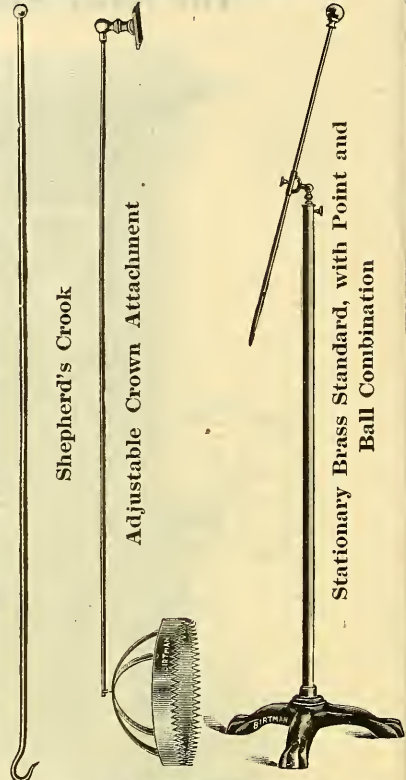 Shepherd's Crook
Adjustable Crown Attachment
BIRTMAN
Stationary Brass Standard, with Point and
Ball Combination
BIRTMAN